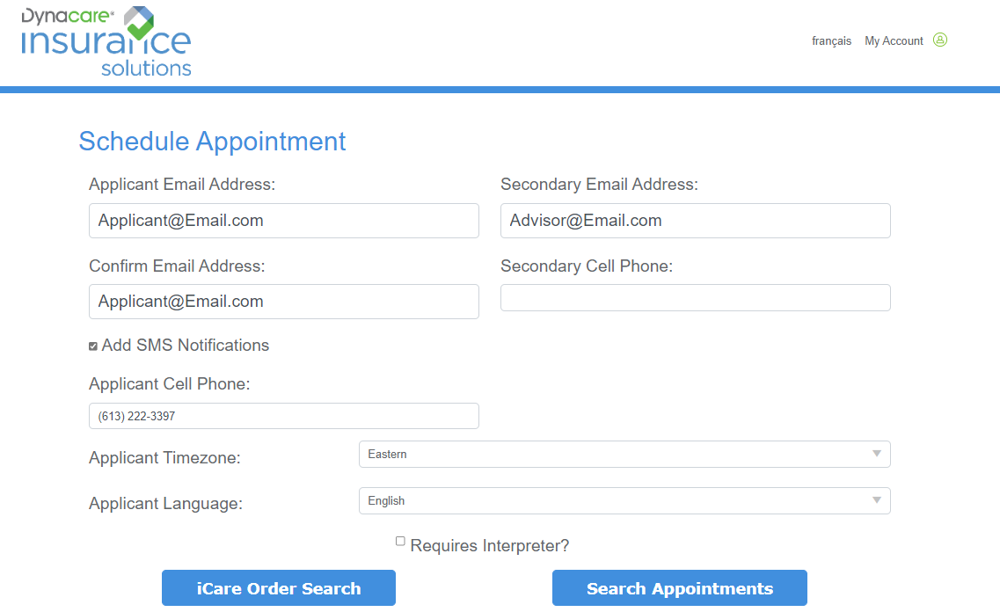 Dynacare®
insurance
solutions
français My Account
Schedule Appointment
Applicant Email Address: Secondary Email Address:
Applicant@Email.com Advisor@Email.com
Confirm Email Address: Secondary Cell Phone:
Applicant@Email.com
Add SMS Notifications
Applicant Cell Phone:
(613) 222-3397
Applicant Timezone: Eastern
Applicant Language: English
Requires Interpreter?
iCare Order Search Search Appointments